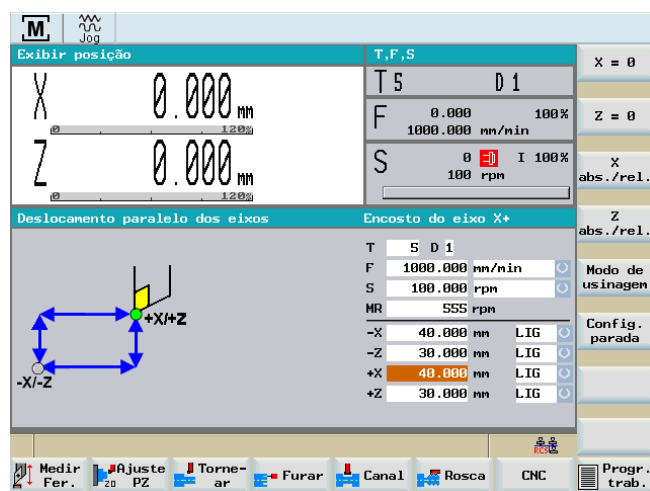 M Jog
Exibir posição
X 0.000 mm
0 120%
Z 0.000 mm
0 120%
T,F,S
T 5 D 1
F 0.000 100%
1000.000 mm/min
S 0 I 100%
100 rpm
Deslocamento paralelo dos eixos
+X/+Z
-X/-Z
Encosto do eixo X+
T 5 D 1
F 1000.000 mm/min
S 100.000 rpm
MR 555 rpm
-X 40.000 mm LIG
-Z 30.000 mm LIG
+X 40.000 mm LIG
+Z 30.000 mm LIG
X = 0
Z = 0
X
abs./rel.
Z
abs./rel.
Modo de
usinagem
Config.
parada
RCS
Medir
Fer.
20
Ajuste
PZ
Torne-
ar
Furar
Canal
Rosca
CNC
Progr.
trab.